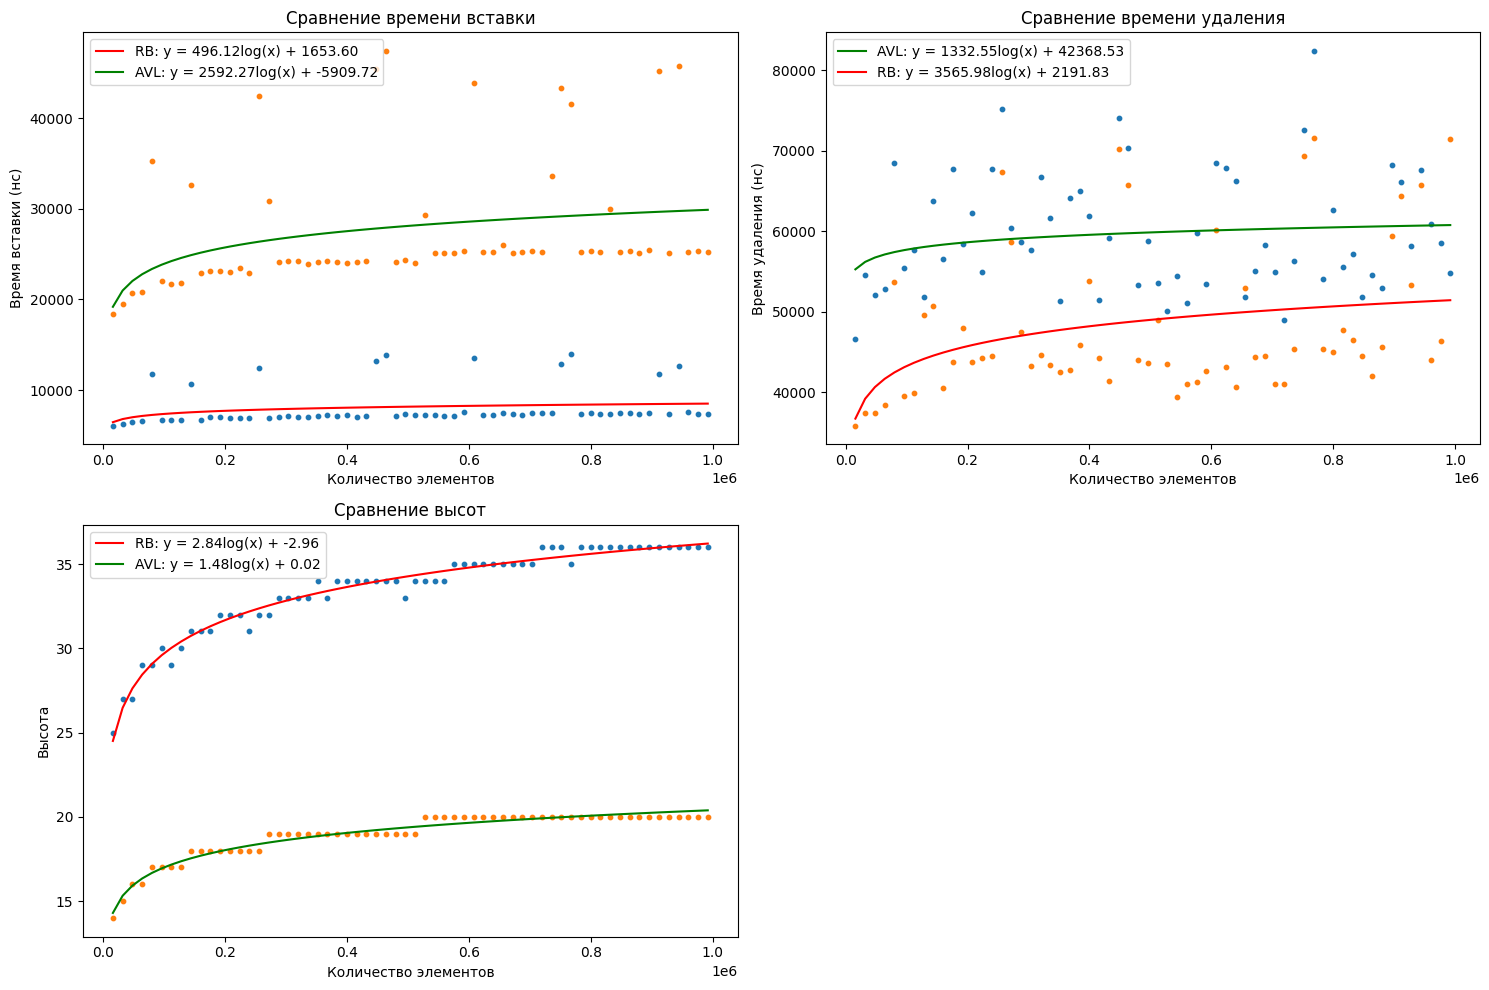 Сравнение времени вставки
RB: y = 496.12log(x) + 1653.60
AVL: y = 2592.27log(x) + -5909.72
Время вставки (нс)
40000
30000
20000
10000
0.0 0.2 0.4 0.6 0.8 1.0
1e6
Количество элементов
Сравнение времени удаления
AVL: y = 1332.55log(x) + 42368.53
RB: y = 3565.98log(x) + 2191.83
Время удаления (нс)
80000
70000
60000
50000
40000
0.0 0.2 0.4 0.6 0.8 1.0
1e6
Количество элементов
Сравнение высот
RB: y = 2.84log(x) + -2.96
AVL: y = 1.48log(x) + 0.02
Высота
35
30
25
20
15
0.0 0.2 0.4 0.6 0.8 1.0
1e6
Количество элементов